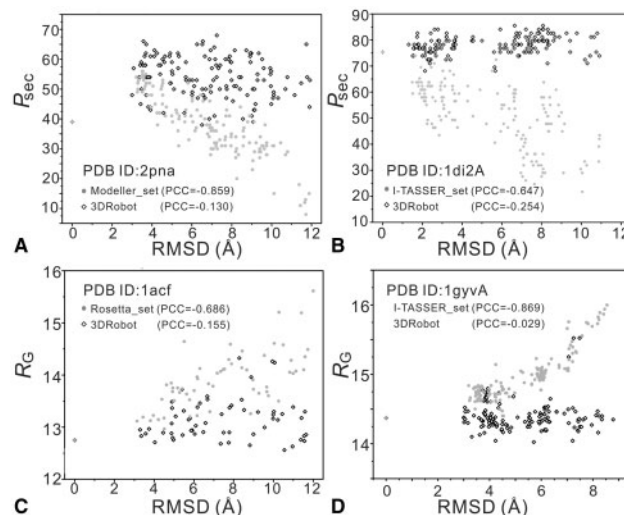 70
60
50
40
30
20
10
P_sec
PDB ID:2pna
Modeller_set (PCC=-0.859)
3DRobot (PCC=-0.130)
0 2 4 6 8 10 12
A RMSD (Å)
90
80
70
60
50
40
30
20
10
P_sec
PDB ID:1di2A
I-TASSER_set (PCC=-0.647)
3DRobot (PCC=-0.254)
0 2 4 6 8 10 12
B RMSD (Å)
16
15
14
13
12
R_G
PDB ID:1acf
Rosetta_set (PCC=-0.686)
3DRobot (PCC=-0.155)
0 2 4 6 8 10 12
C RMSD (Å)
16
15
14
R_G
PDB ID:1gyvA
I-TASSER_set (PCC=-0.869)
3DRobot (PCC=-0.029)
0 2 4 6 8
D RMSD (Å)